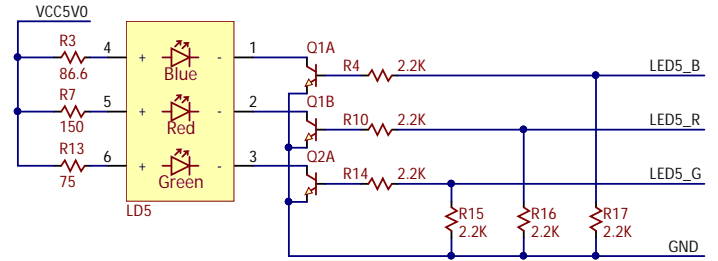 VCC5V0
R3 4 + Blue - 1 Q1A R4 2.2K LED5_B
86.6
R7 5 + Red - 2 Q1B R10 2.2K LED5_R
150
R13 6 + Green - 3 Q2A R14 2.2K LED5_G
75
LD5
R15 R16 R17
2.2K 2.2K 2.2K
GND